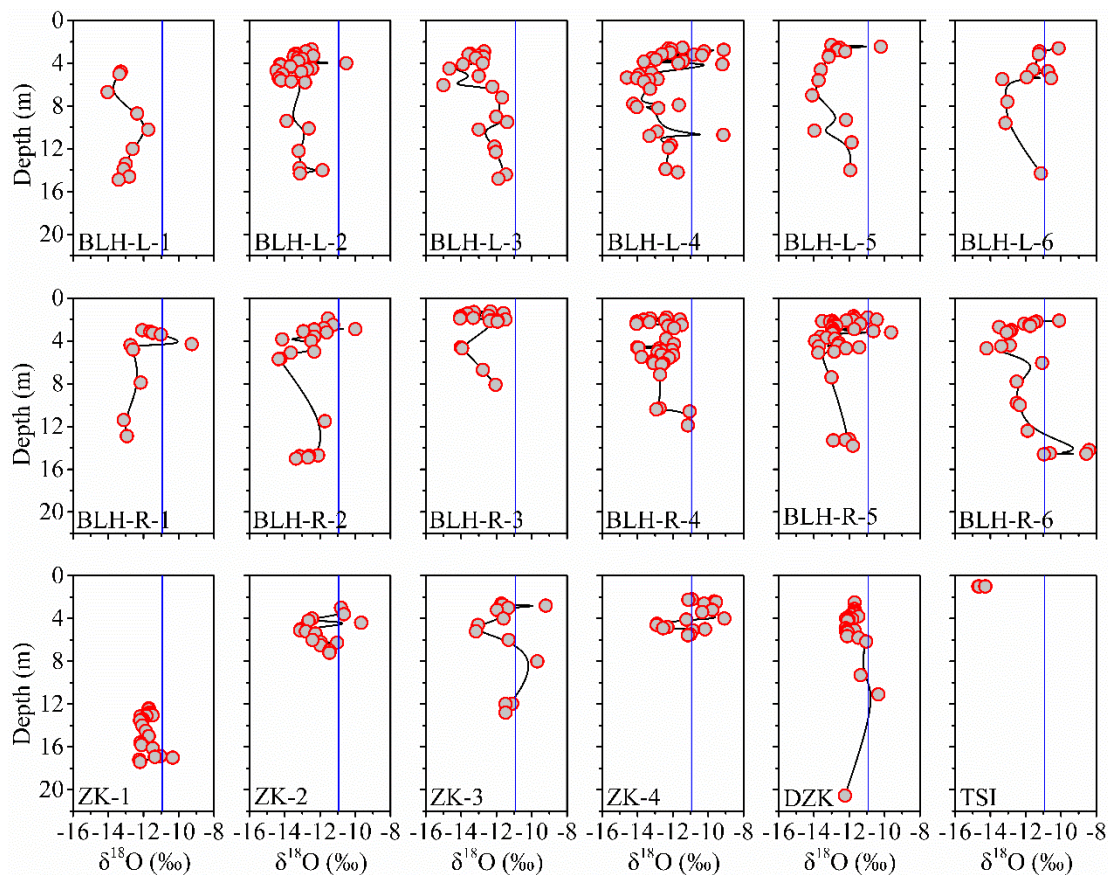 0
4
8
12
16
20
Depth (m)
BLH-L-1
BLH-L-2
BLH-L-3
BLH-L-4
BLH-L-5
BLH-L-6
0
4
8
12
16
20
Depth (m)
BLH-R-1
BLH-R-2
BLH-R-3
BLH-R-4
BLH-R-5
BLH-R-6
0
4
8
12
16
20
Depth (m)
ZK-1
ZK-2
ZK-3
ZK-4
DZK
TSI
-16 -14 -12 -10 -8
-16 -14 -12 -10 -8
-16 -14 -12 -10 -8
-16 -14 -12 -10 -8
-16 -14 -12 -10 -8
-16 -14 -12 -10 -8
δ¹⁸O (‰)
δ¹⁸O (‰)
δ¹⁸O (‰)
δ¹⁸O (‰)
δ¹⁸O (‰)
δ¹⁸O (‰)